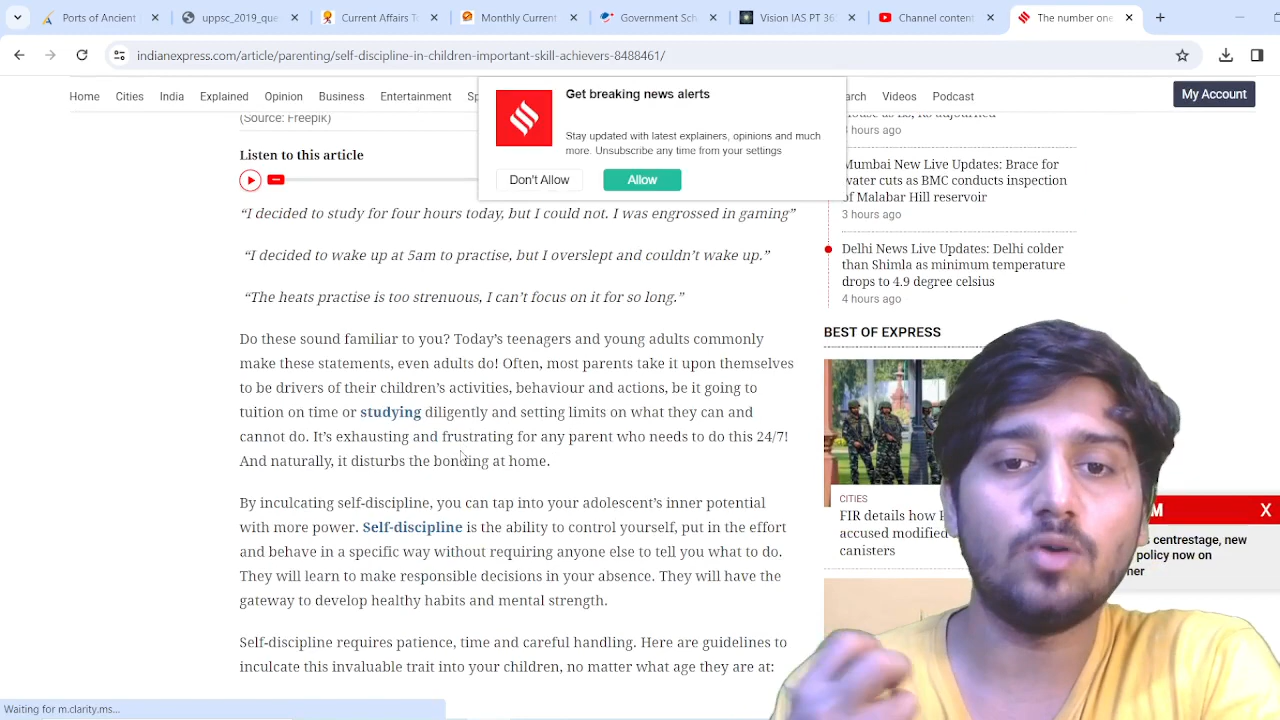 Ports of Ancient
uppsc_2019_que
Current Affairs T
Monthly Current
Government Sch
Vision IAS PT 36
Channel content
The number one
indianexpress.com/article/parenting/self-discipline-in-children-mportant-skill-achievers-8488461/
Home Cities India Explained Opinion Business Entertainment Sp
arch Videos Podcast
My Account
Get breaking news alerts
Stay updated with latest explainers, opinions and much
more. Unsubscribe any time from your settings
Don't Allow
Allow
(Source: Freepik)
Listen to this article
“I decided to study for four hours today, but I could not. I was engrossed in gaming”
“I decided to wake up at 5am to practise, but I overslept and couldn’t wake up.”
“The heats practise is too strenuous, I can’t focus on it for so long.”
Do these sound familiar to you? Today’s teenagers and young adults commonly
make these statements, even adults do! Often, most parents take it upon themselves
to be drivers of their children’s activities, behaviour and actions, be it going to
tuition on time or studying diligently and setting limits on what they can and
cannot do. It’s exhausting and frustrating for any parent who needs to do this 24/7!
And naturally, it disturbs the bonding at home.
By inculcating self-discipline, you can tap into your adolescent’s inner potential
with more power. Self-discipline is the ability to control yourself, put in the effort
and behave in a specific way without requiring anyone else to tell you what to do.
They will learn to make responsible decisions in your absence. They will have the
gateway to develop healthy habits and mental strength.
Self-discipline requires patience, time and careful handling. Here are guidelines to
inculcate this invaluable trait into your children, no matter what age they are at:
hours ago
Mumbai New Live Updates: Brace for
water cuts as BMC conducts inspection
of Malabar Hill reservoir
3 hours ago
Delhi News Live Updates: Delhi colder
than Shimla as minimum temperature
drops to 4.9 degree celsius
4 hours ago
BEST OF EXPRESS
CITIES
FIR details how
accused modified
canisters
M X
centrestage, new
policy now on
mer
Waiting for m.clarity.ms...